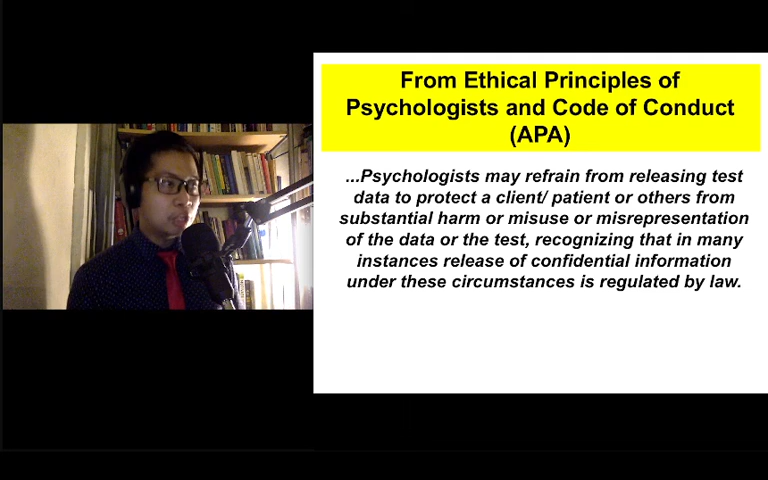 From Ethical Principles of
Psychologists and Code of Conduct
(APA)
...Psychologists may refrain from releasing test
data to protect a client/ patient or others from
substantial harm or misuse or misrepresentation
of the data or the test, recognizing that in many
instances release of confidential information
under these circumstances is regulated by law.